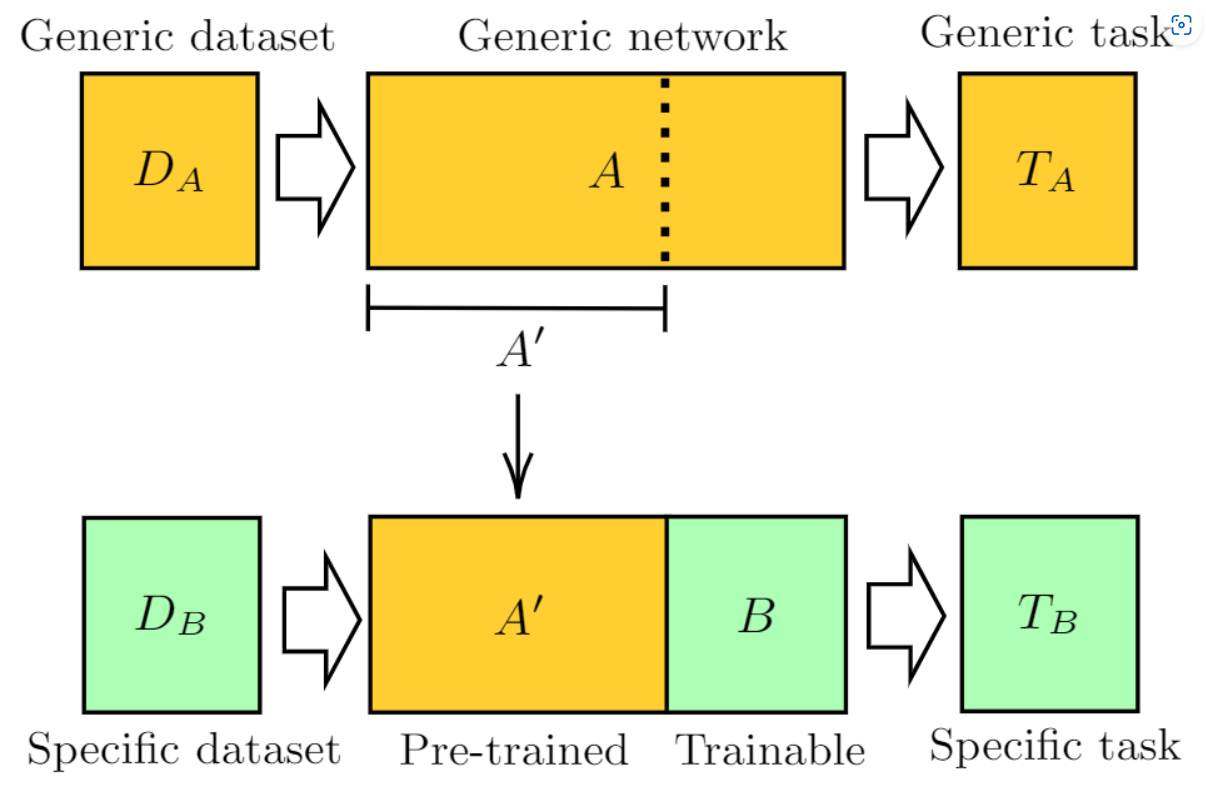 Generic dataset
Generic network
Generic task
D_A
A
T_A
A′
D_B
A′
B
T_B
Specific dataset
Pre-trained
Trainable
Specific task